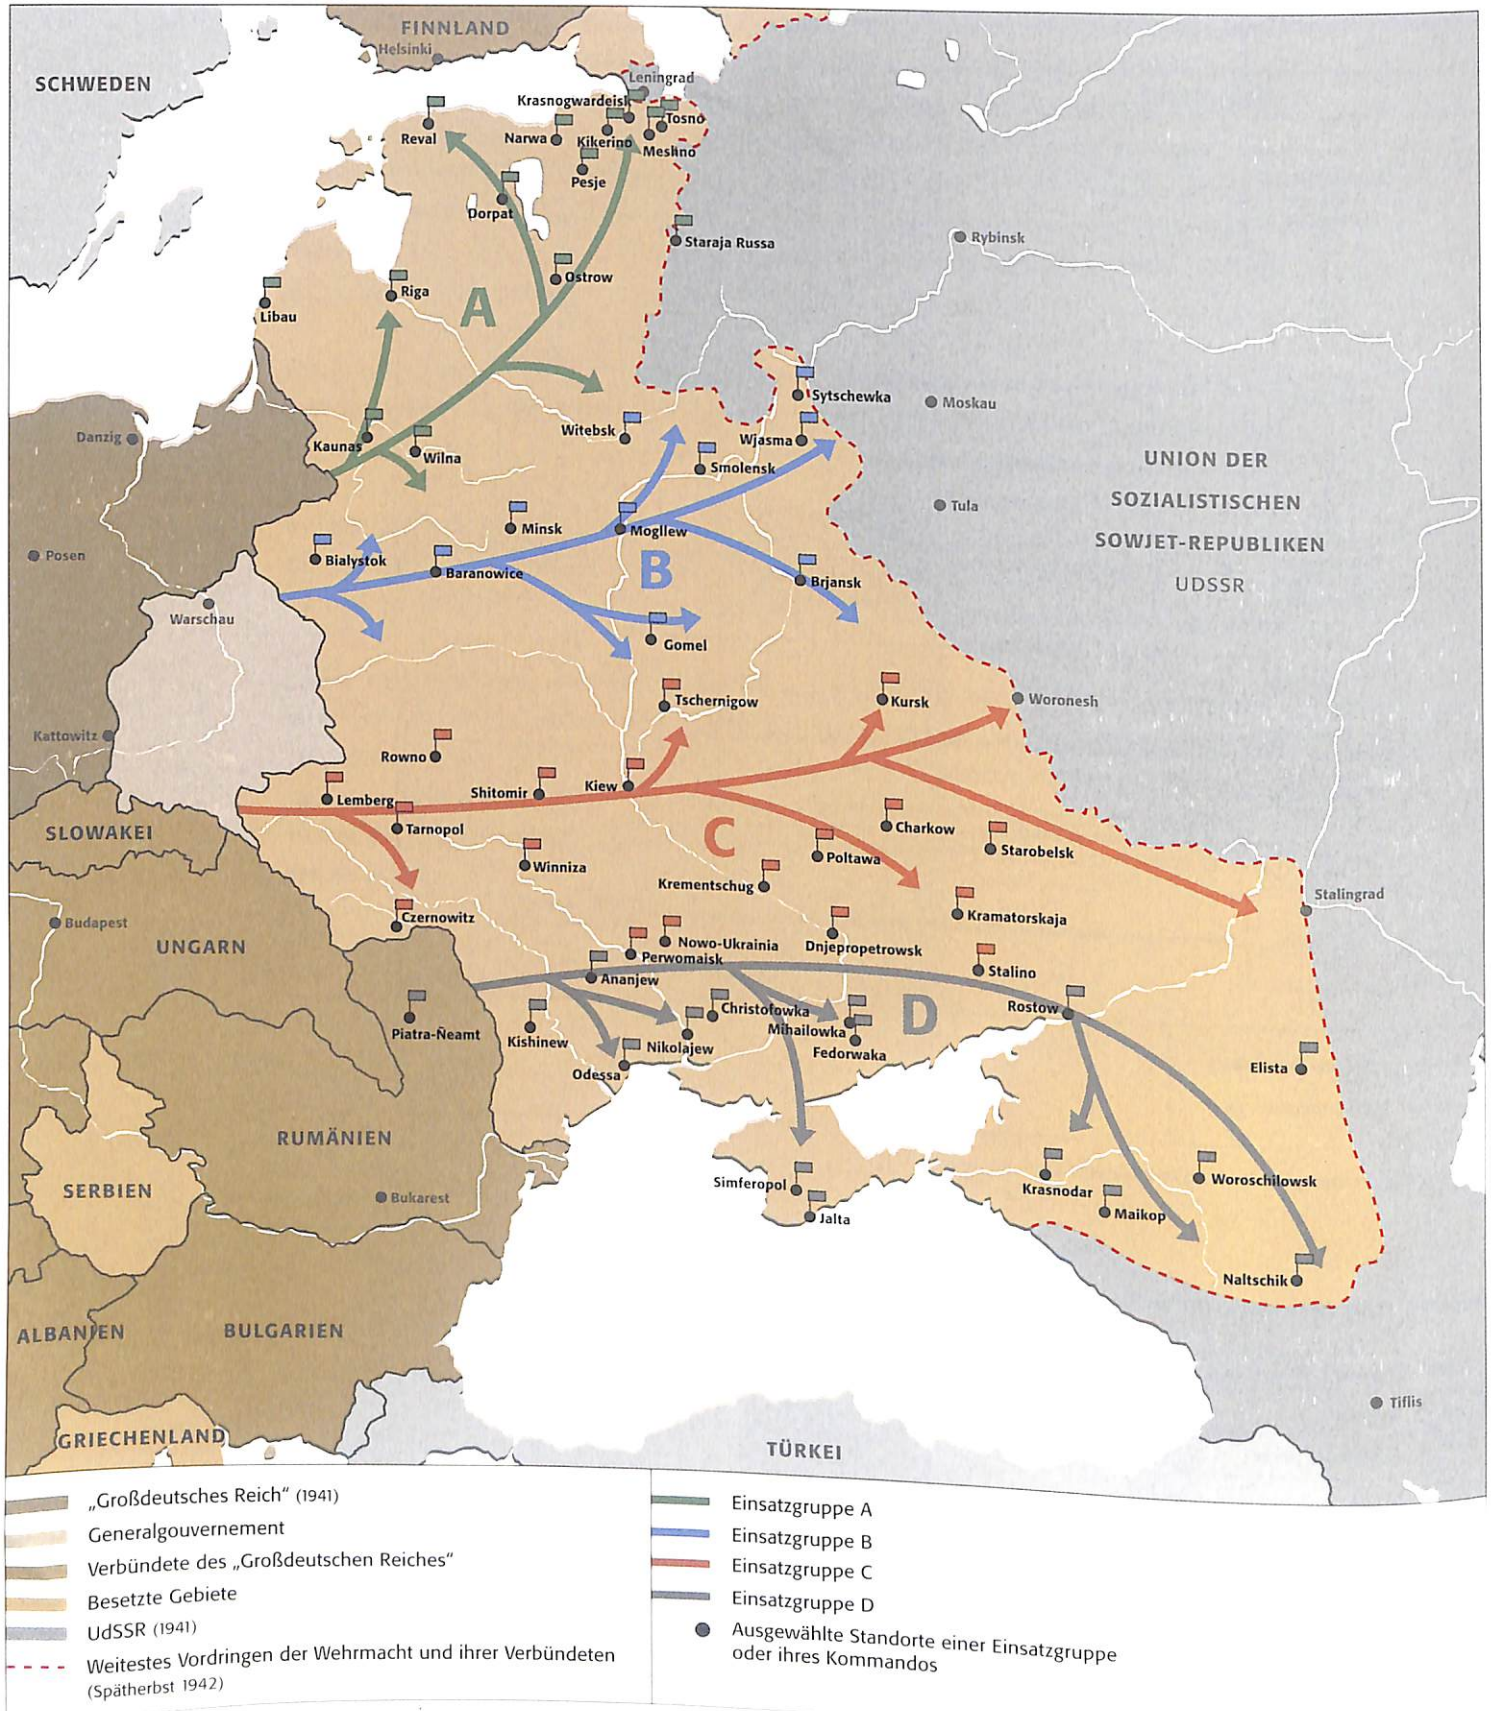 FINNLAND
Helsinki
SCHWEDEN
Leningrad
Krasnogwardeisk
Tosno
Reval
Narwa
Kikerino
Meshno
Pesje
Dorpat
Staraja Russa
Rybinsk
Ostrow
Riga
A
Libau
Sytschewka
Moskau
Danzig
Kaunas
Wilna
Witebsk
Wjasma
Smolensk
UNION DER
SOZIALISTISCHEN
SOWJET-REPUBLIKEN
UDSSR
Tula
Minsk
Mogilew
Posen
Bialystok
Baranowice
B
Brjansk
Warschau
Gomel
Tschernigow
Kursk
Woronesh
Kattowitz
Rowno
Lemberg
Shitomir
Kiew
Tarnopol
C
Charkow
SLOWAKEI
Poltawa
Starobelsk
Winniza
Krementschug
Stalingrad
Budapest
Czernowitz
Kramatorskaja
UNGARN
Nowo-Ukrainia
Dnjepropetrowsk
Perwomaisk
Stalino
Ananjew
Christofowka
D
Rostow
Piatra-Ñeamt
Kishinew
Nikolajew
Mihailowka
Fedorwaka
Odessa
Elista
RUMÄNIEN
Simferopol
Krasnodar
Woroschilowsk
SERBIEN
Bukarest
Jalta
Maikop
Naltschik
ALBANIEN
BULGARIEN
Tiflis
GRIECHENLAND
TÜRKEI
„Großdeutsches Reich“ (1941)
Generalgouvernement
Verbündete des „Großdeutschen Reiches“
Besetzte Gebiete
UdSSR (1941)
Weitestes Vordringen der Wehrmacht und ihrer Verbündeten
(Spätherbst 1942)
Einsatzgruppe A
Einsatzgruppe B
Einsatzgruppe C
Einsatzgruppe D
Ausgewählte Standorte einer Einsatzgruppe
oder ihres Kommandos